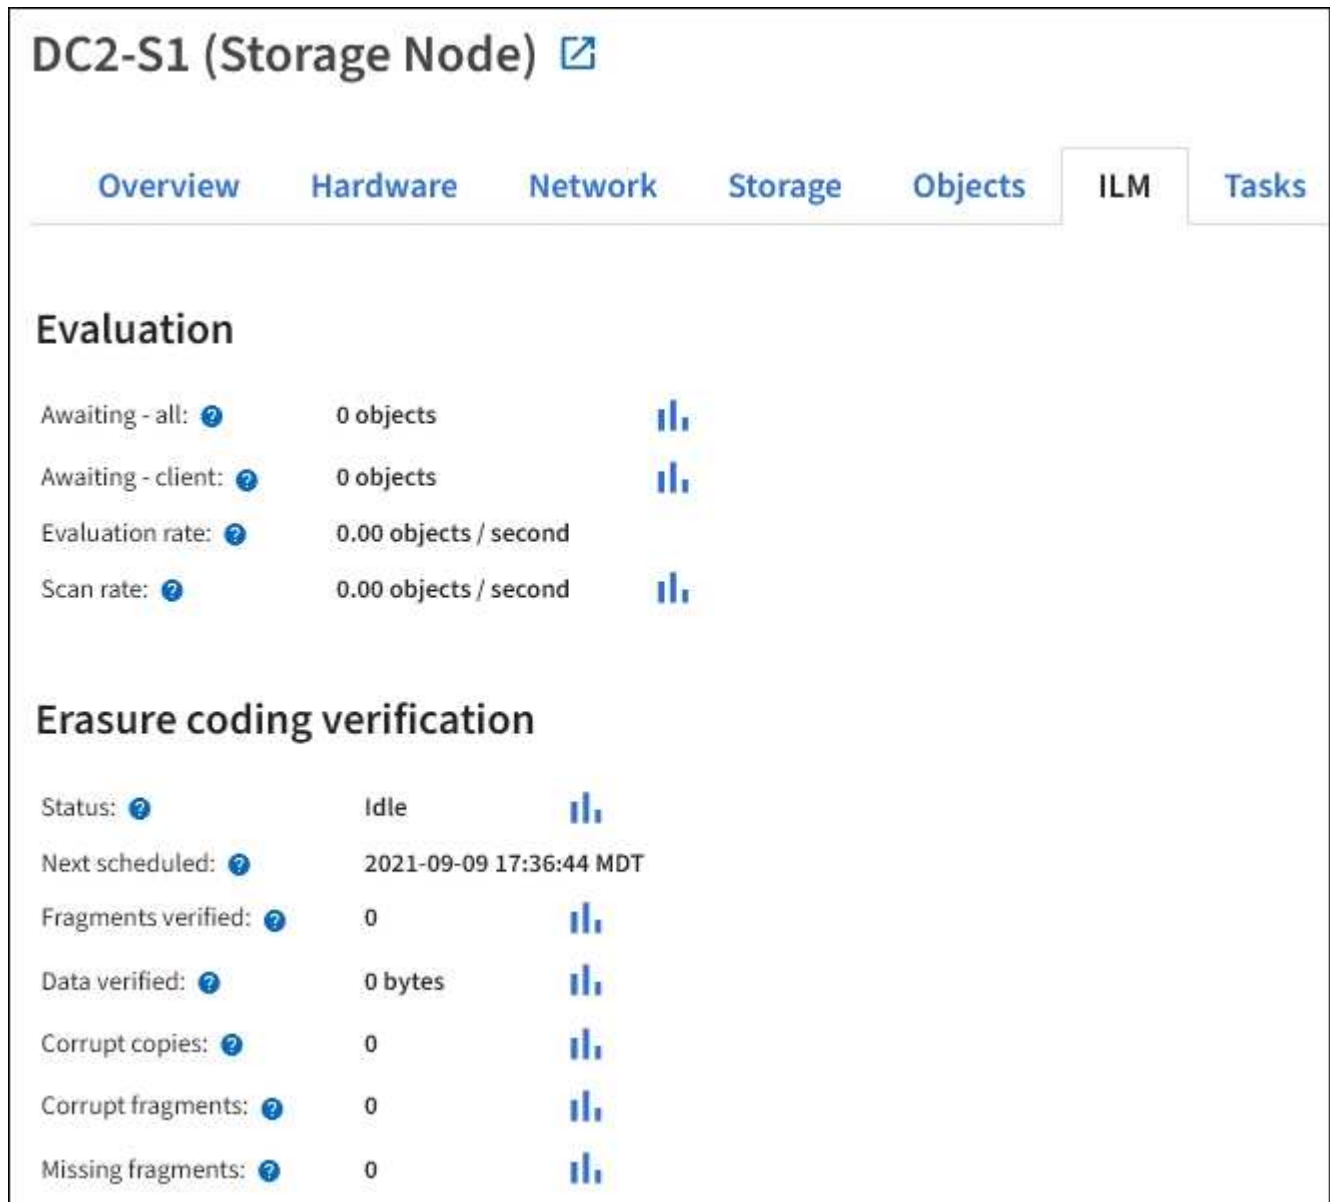 DC2-S1 (Storage Node)
Overview Hardware Network Storage Objects ILM Tasks
Evaluation
Awaiting - all: 0 objects
Awaiting - client: 0 objects
Evaluation rate: 0.00 objects / second
Scan rate: 0.00 objects / second
Erasure coding verification
Status: Idle
Next scheduled: 2021-09-09 17:36:44 MDT
Fragments verified: 0
Data verified: 0 bytes
Corrupt copies: 0
Corrupt fragments: 0
Missing fragments: 0